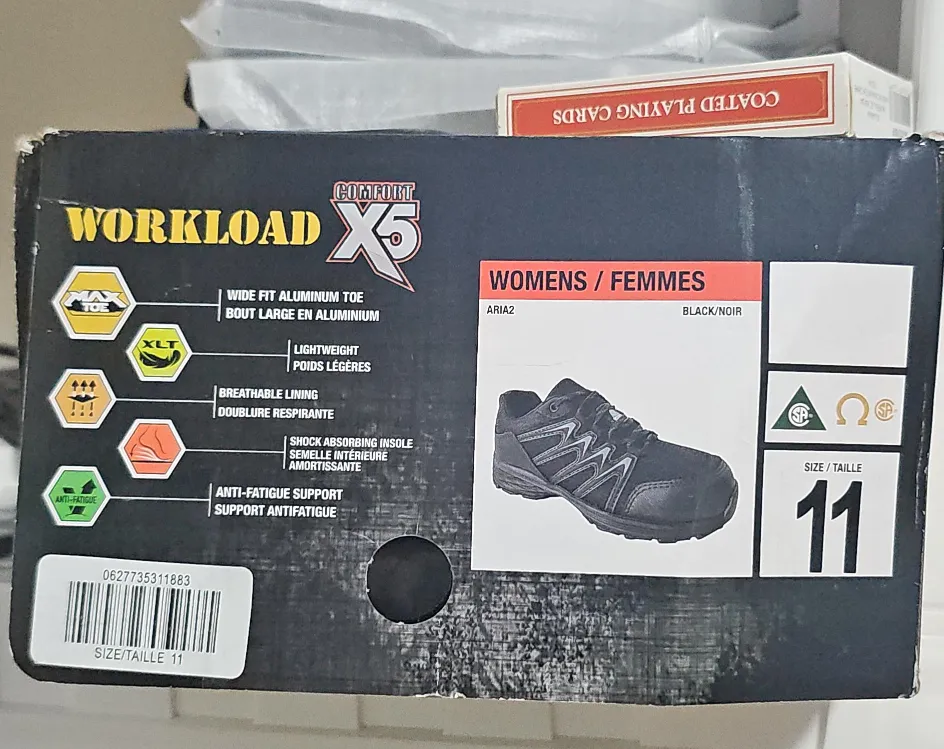 COATED PLAYING CARDS
COMFORT
WORKLOAD X5
MAX
TOE
WIDE FIT ALUMINUM TOE
BOUT LARGE EN ALUMINIUM
XLT
LIGHTWEIGHT
POIDS LÉGÈRES
BREATHABLE LINING
DOUBLURE RESPIRANTE
SHOCK ABSORBING INSOLE
SEMELLE INTÉRIEURE
AMORTISSANTE
ANTI-FATIGUE
ANTI-FATIGUE SUPPORT
SUPPORT ANTIFATIGUE
0627735311883
SIZE/TAILLE 11
WOMENS / FEMMES
ARIA2 BLACK/NOIR
SIZE / TAILLE
11